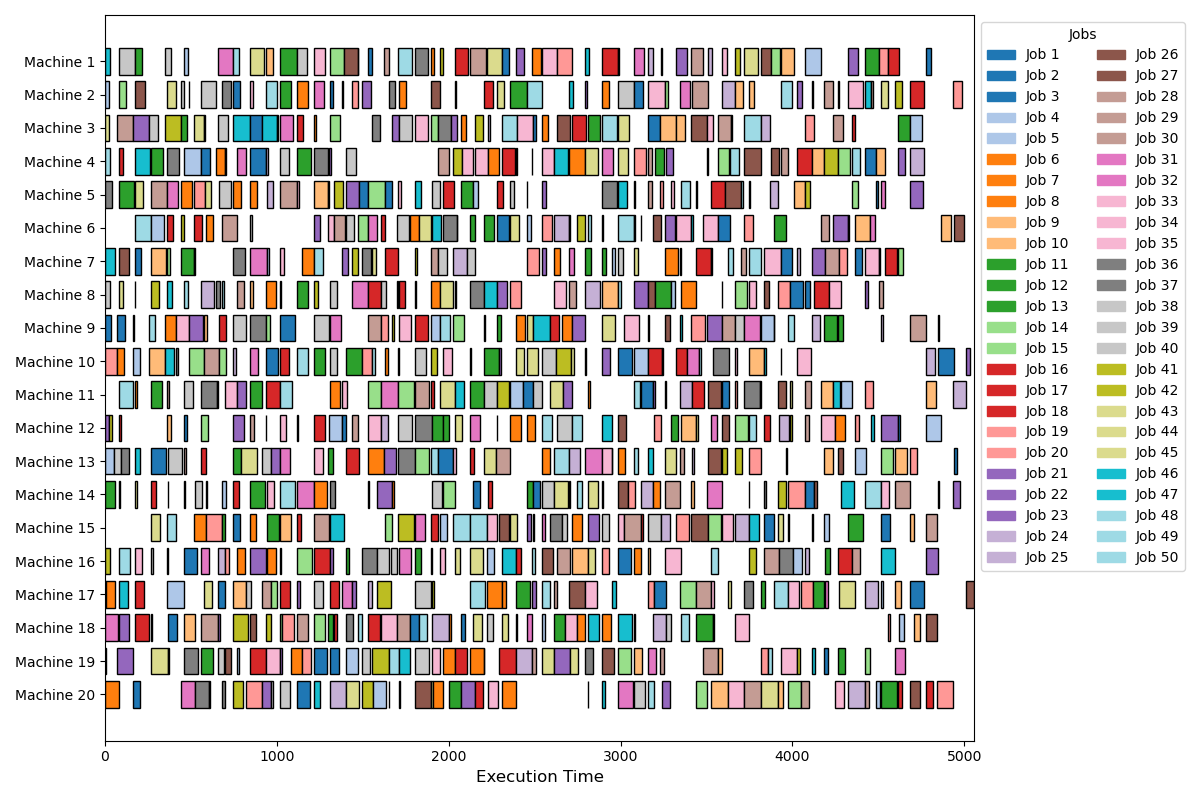 Machine 1
Machine 2
Machine 3
Machine 4
Machine 5
Machine 6
Machine 7
Machine 8
Machine 9
Machine 10
Machine 11
Machine 12
Machine 13
Machine 14
Machine 15
Machine 16
Machine 17
Machine 18
Machine 19
Machine 20
0 1000 2000 3000 4000 5000
Execution Time
Jobs
Job 1 Job 26
Job 2 Job 27
Job 3 Job 28
Job 4 Job 29
Job 5 Job 30
Job 6 Job 31
Job 7 Job 32
Job 8 Job 33
Job 9 Job 34
Job 10 Job 35
Job 11 Job 36
Job 12 Job 37
Job 13 Job 38
Job 14 Job 39
Job 15 Job 40
Job 16 Job 41
Job 17 Job 42
Job 18 Job 43
Job 19 Job 44
Job 20 Job 45
Job 21 Job 46
Job 22 Job 47
Job 23 Job 48
Job 24 Job 49
Job 25 Job 50